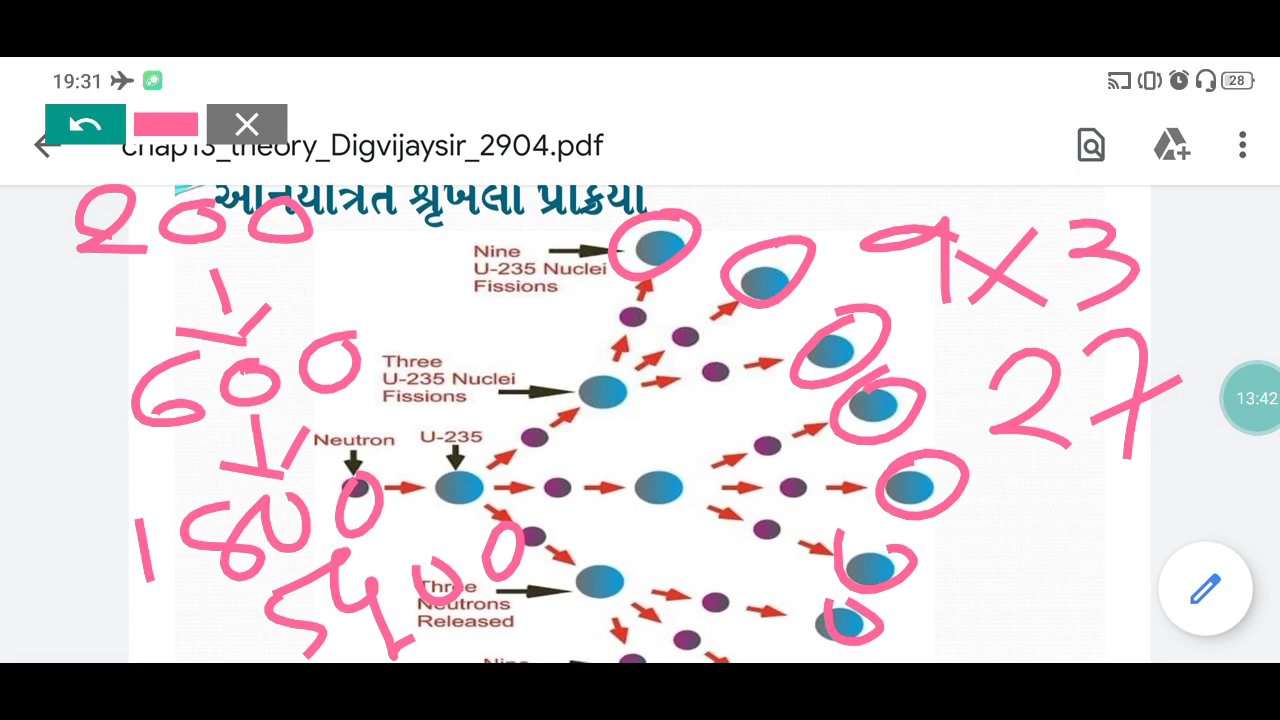 19:31
28
chap13_theory_Digvijaysir_2904.pdf
અનિયંત્રિત શૃંખલા પ્રક્રિયા
200
Nine
U-235 Nuclei
Fissions
9×3
27
600
Three
U-235 Nuclei
Fissions
13:42
Neutron
U-235
1800
5400
Three
Neutrons
Released
Nine